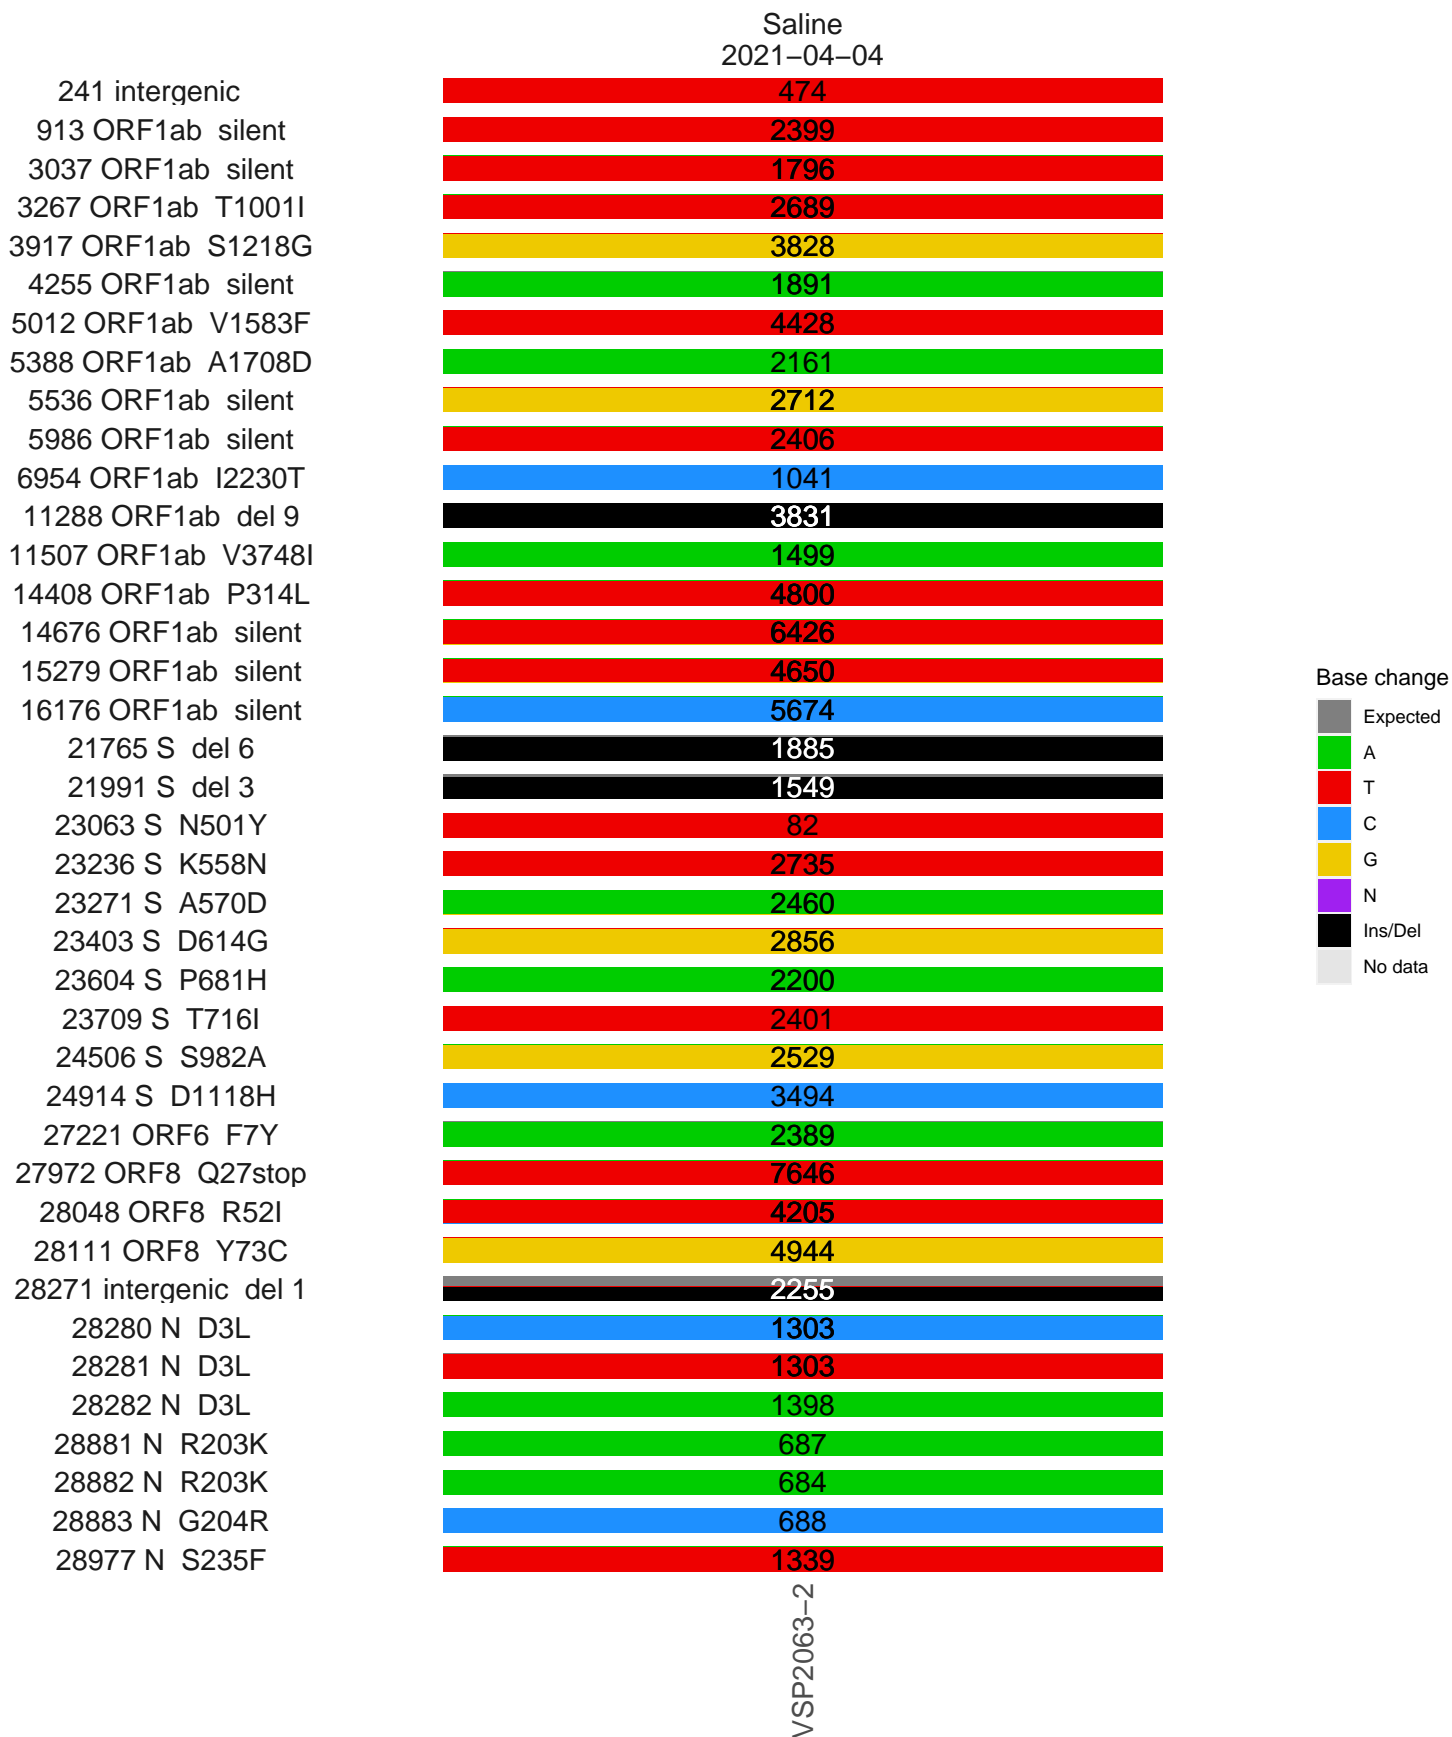 Saline
2021−04−04
241 intergenic 474
913 ORF1ab silent 2399
3037 ORF1ab silent 1796
3267 ORF1ab T1001I 2689
3917 ORF1ab S1218G 3828
4255 ORF1ab silent 1891
5012 ORF1ab V1583F 4428
5388 ORF1ab A1708D 2161
5536 ORF1ab silent 2712
5986 ORF1ab silent 2406
6954 ORF1ab I2230T 1041
11288 ORF1ab del 9 3831
11507 ORF1ab V3748I 1499
14408 ORF1ab P314L 4800
14676 ORF1ab silent 6426
15279 ORF1ab silent 4650
16176 ORF1ab silent 5674
21765 S del 6 1885
21991 S del 3 1549
23063 S N501Y 82
23236 S K558N 2735
23271 S A570D 2460
23403 S D614G 2856
23604 S P681H 2200
23709 S T716I 2401
24506 S S982A 2529
24914 S D1118H 3494
27221 ORF6 F7Y 2389
27972 ORF8 Q27stop 7646
28048 ORF8 R52I 4205
28111 ORF8 Y73C 4944
28271 intergenic del 1 2255
28280 N D3L 1303
28281 N D3L 1303
28282 N D3L 1398
28881 N R203K 687
28882 N R203K 684
28883 N G204R 688
28977 N S235F 1339
VSP2063−2
Base change
Expected
A
T
C
G
N
Ins/Del
No data